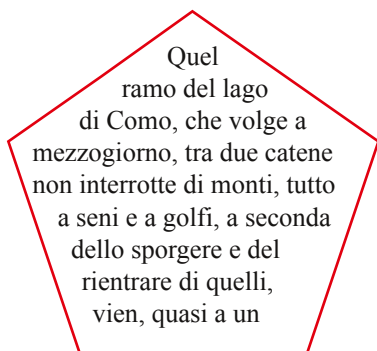 Quel
ramo del lago
di Como, che volge a
mezzogiorno, tra due catene
non interrotte di monti, tutto
a seni e a golfi, a seconda
dello sporgere e del
rientrare di quelli,
vien, quasi a un